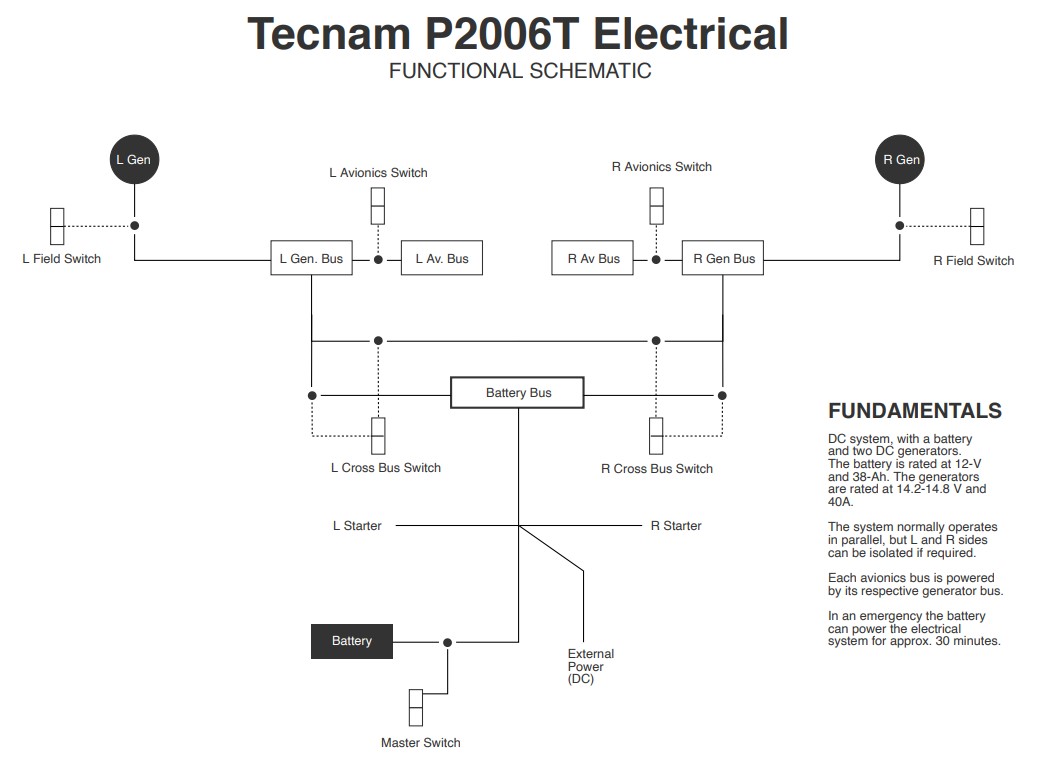 Tecnam P2006T Electrical
FUNCTIONAL SCHEMATIC
L Gen
R Gen
L Avionics Switch
R Avionics Switch
L Field Switch
L Gen. Bus
L Av. Bus
R Av Bus
R Gen Bus
R Field Switch
Battery Bus
L Cross Bus Switch
R Cross Bus Switch
L Starter
R Starter
Battery
External
Power
(DC)
Master Switch
FUNDAMENTALS
DC system, with a battery
and two DC generators.
The battery is rated at 12-V
and 38-Ah. The generators
are rated at 14.2-14.8 V and
40A.
The system normally operates
in parallel, but L and R sides
can be isolated if required.
Each avionics bus is powered
by its respective generator bus.
In an emergency the battery
can power the electrical
system for approx. 30 minutes.